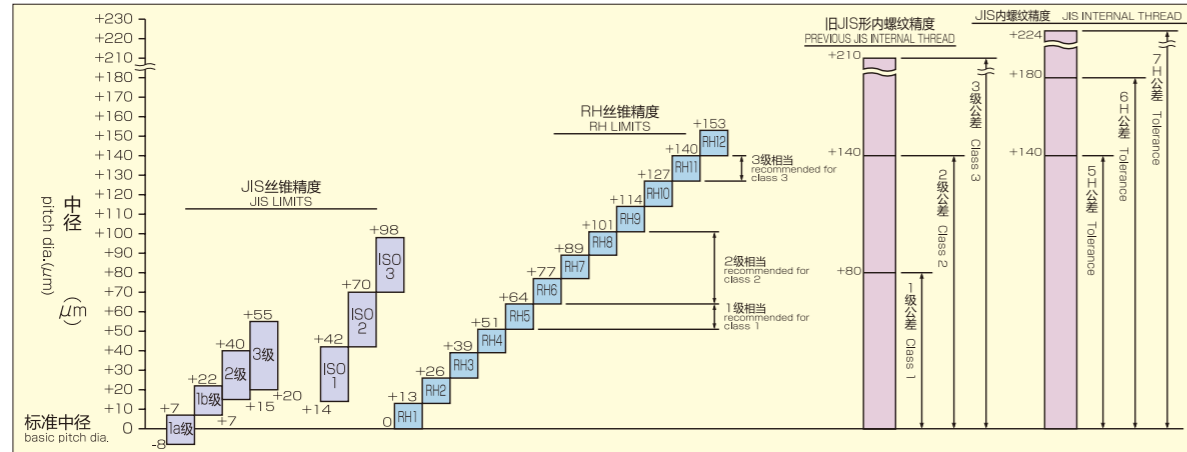 +230
+220
+210
+180
+170
+160
+150
+140
+130
+120
+110
+100
+90
+80
+70
+60
+50
+40
+30
+20
+10
0
中径
pitch dia.(μm)
(μm)
标准中径
basic pitch dia.
JIS丝锥精度
JIS LIMITS
+7
1a级
-8
+22
1b级
+7
+40
2级
+15
+55
3级
+20
+42
ISO 1
+14
+70
ISO 2
+98
ISO 3
RH丝锥精度
RH LIMITS
0
+13
RH1
+26
RH2
+39
RH3
+51
RH4
+64
RH5
+77
RH6
+89
RH7
+101
RH8
+114
RH9
+127
RH10
+140
RH11
+153
RH12
3级相当
recommended for
class 3
2级相当
recommended for
class 2
1级相当
recommended for
class 1
旧JIS形内螺纹精度
PREVIOUS JIS INTERNAL THREAD
+210
+140
+80
1级公差 Class 1
2级公差 Class 2
3级公差 Class 3
JIS内螺纹精度 JIS INTERNAL THREAD
+224
+180
+140
5H公差 Tolerance
6H公差 Tolerance
7H公差 Tolerance